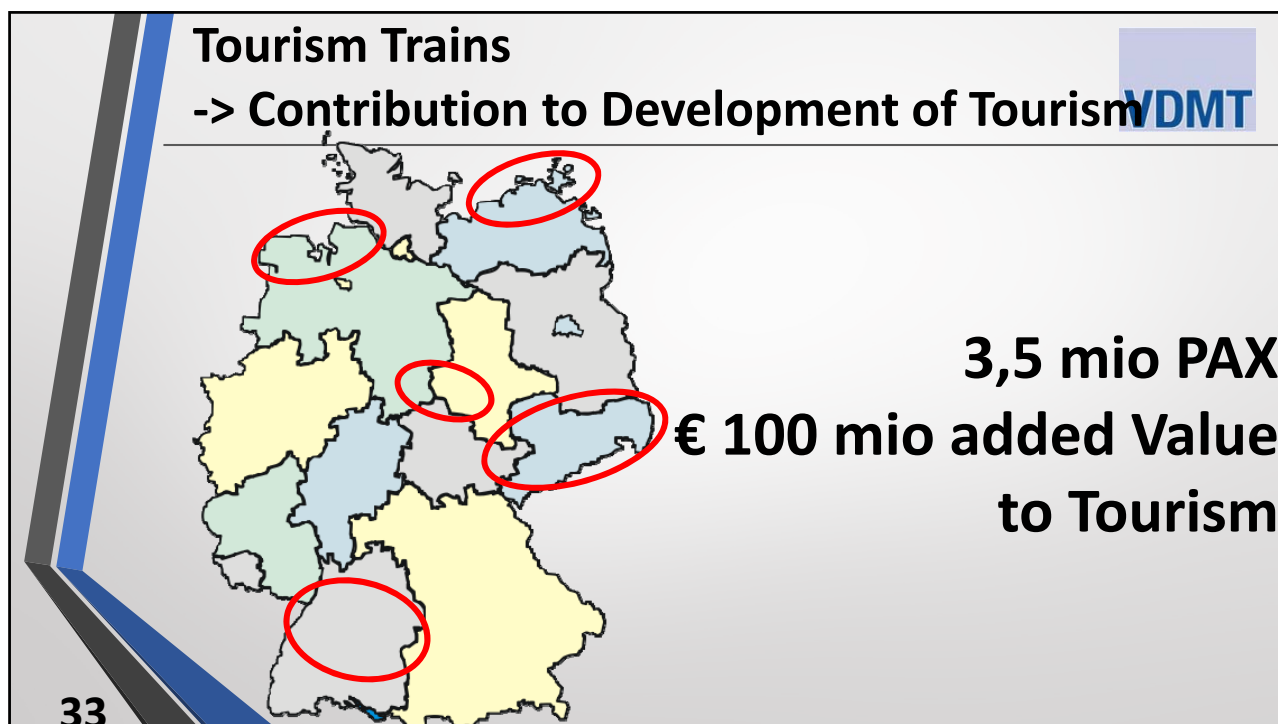 Tourism Trains
-> Contribution to Development of Tourism
VDMT
3,5 mio PAX
€ 100 mio added Value
to Tourism
33